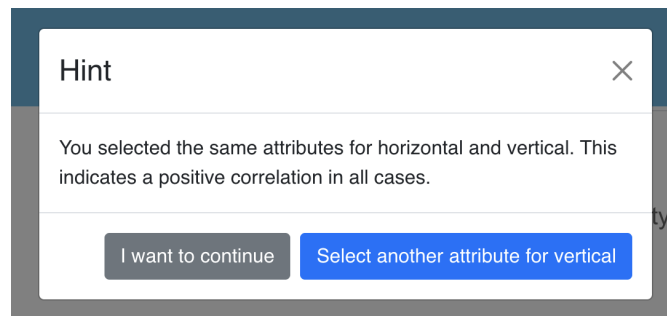 Hint
You selected the same attributes for horizontal and vertical. This
indicates a positive correlation in all cases.
I want to continue
Select another attribute for vertical
ty